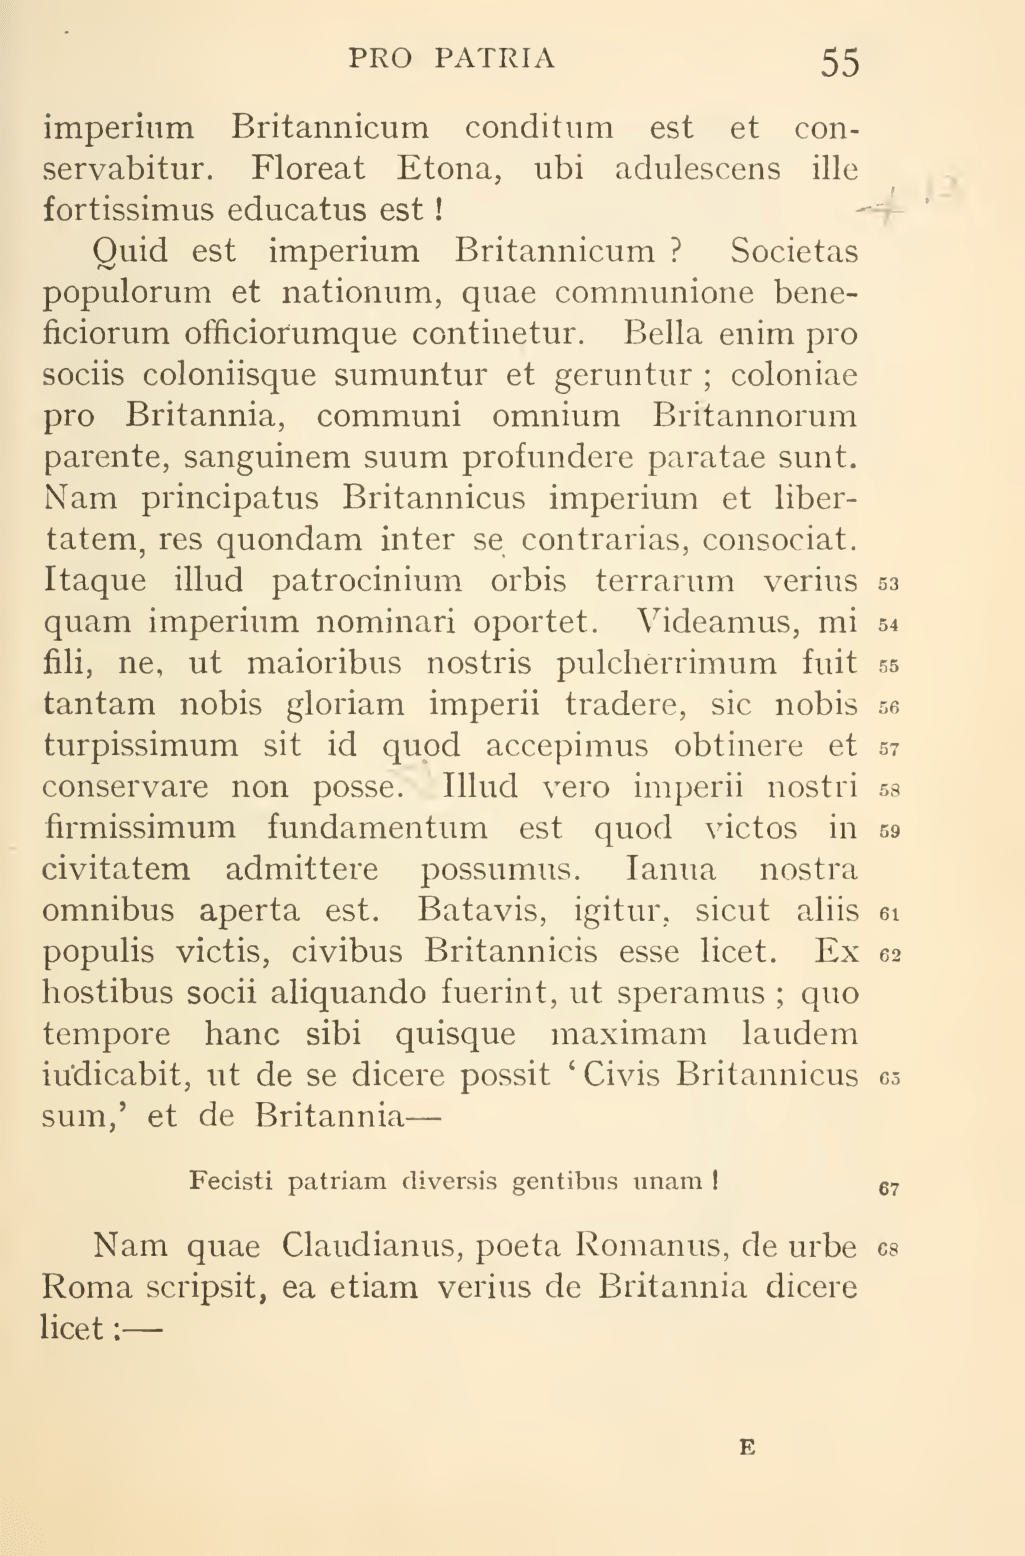 PRO PATRIA 55
imperium Britannicum conditum est et con-
servabitur. Floreat Etona, ubi adulescens ille
fortissimus educatus est !
Quid est imperium Britannicum ? Societas
populorum et nationum, quae communione bene-
ficiorum officiorumque continetur. Bella enim pro
sociis coloniisque sumuntur et geruntur ; coloniae
pro Britannia, communi omnium Britannorum
parente, sanguinem suum profundere paratae sunt.
Nam principatus Britannicus imperium et liber-
tatem, res quondam inter se contrarias, consociat.
Itaque illud patrocinium orbis terrarum verius 53
quam imperium nominari oportet. Videamus, mi 54
fili, ne, ut maioribus nostris pulcherrimum fuit 55
tantam nobis gloriam imperii tradere, sic nobis 56
turpissimum sit id quod accepimus obtinere et 57
conservare non posse. Illud vero imperii nostri 58
firmissimum fundamentum est quod victos in 59
civitatem admittere possumus. Ianua nostra
omnibus aperta est. Batavis, igitur, sicut aliis 61
populis victis, civibus Britannicis esse licet. Ex 62
hostibus socii aliquando fuerint, ut speramus ; quo
tempore hanc sibi quisque maximam laudem
iudicabit, ut de se dicere possit ‘Civis Britannicus 65
sum,’ et de Britannia—
Fecisti patriam diversis gentibus unam ! 67
Nam quae Claudianus, poeta Romanus, de urbe 68
Roma scripsit, ea etiam verius de Britannia dicere
licet :—
E